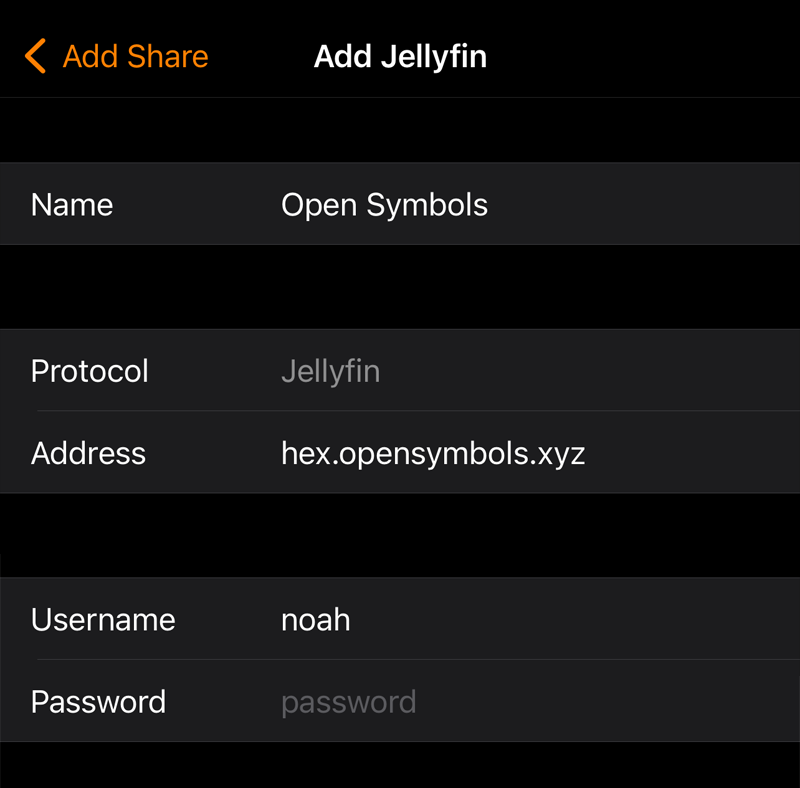 Add Share Add Jellyfin
Name Open Symbols
Protocol Jellyfin
Address hex.opensymbols.xyz
Username noah
Password password